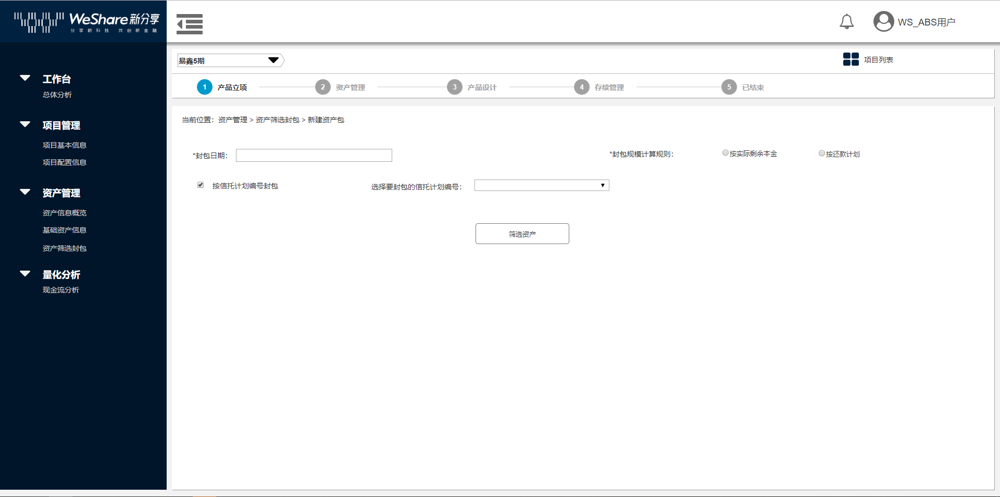 WeShare新分享
分享新科技 共创新金融
WS_ABS用户
易鑫5期
项目列表
1 产品立项
2 资产管理
3 产品设计
4 存续管理
5 已结束
工作台
总体分析
项目管理
项目基本信息
项目配置信息
资产管理
资产信息概览
基础资产信息
资产筛选封包
量化分析
现金流分析
当前位置：资产管理 > 资产筛选封包 > 新建资产包
*封包日期：
*封包规模计算规则：
按实际剩余本金
按还款计划
按信托计划编号封包
选择要封包的信托计划编号：
筛选资产